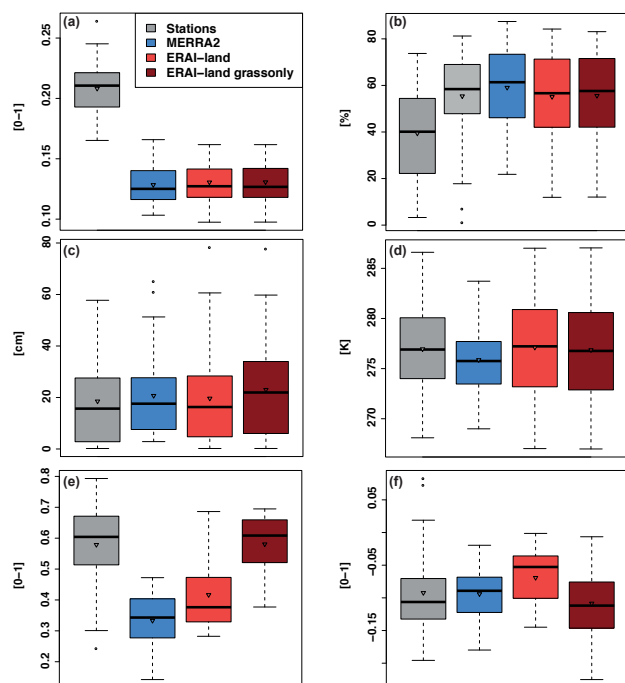 (a)
Stations
MERRA2
ERAI−land
ERAI−land grassonly
[0−1]
0.10 0.15 0.20 0.25
(b)
[%]
0 20 40 60 80
(c)
[cm]
0 20 40 60 80
(d)
[K]
270 275 280 285
(e)
[0−1]
0.2 0.3 0.4 0.5 0.6 0.7 0.8
(f)
[0−1]
−0.15 −0.05 0.05